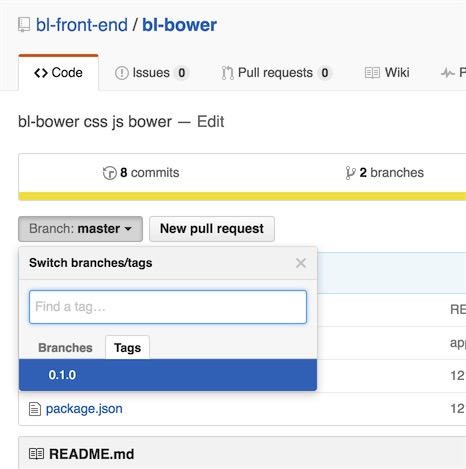 bl-front-end / bl-bower
Code Issues 0 Pull requests 0 Wiki P
bl-bower css js bower — Edit
8 commits 2 branches
Branch: master New pull request
Switch branches/tags ×
Find a tag…
RE
Branches Tags
app
0.1.0
12
package.json 12
README.md